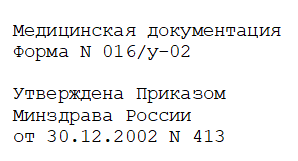 Медицинская документация
Форма N 016/у-02
Утверждена Приказом
Минздрава России
от 30.12.2002 N 413